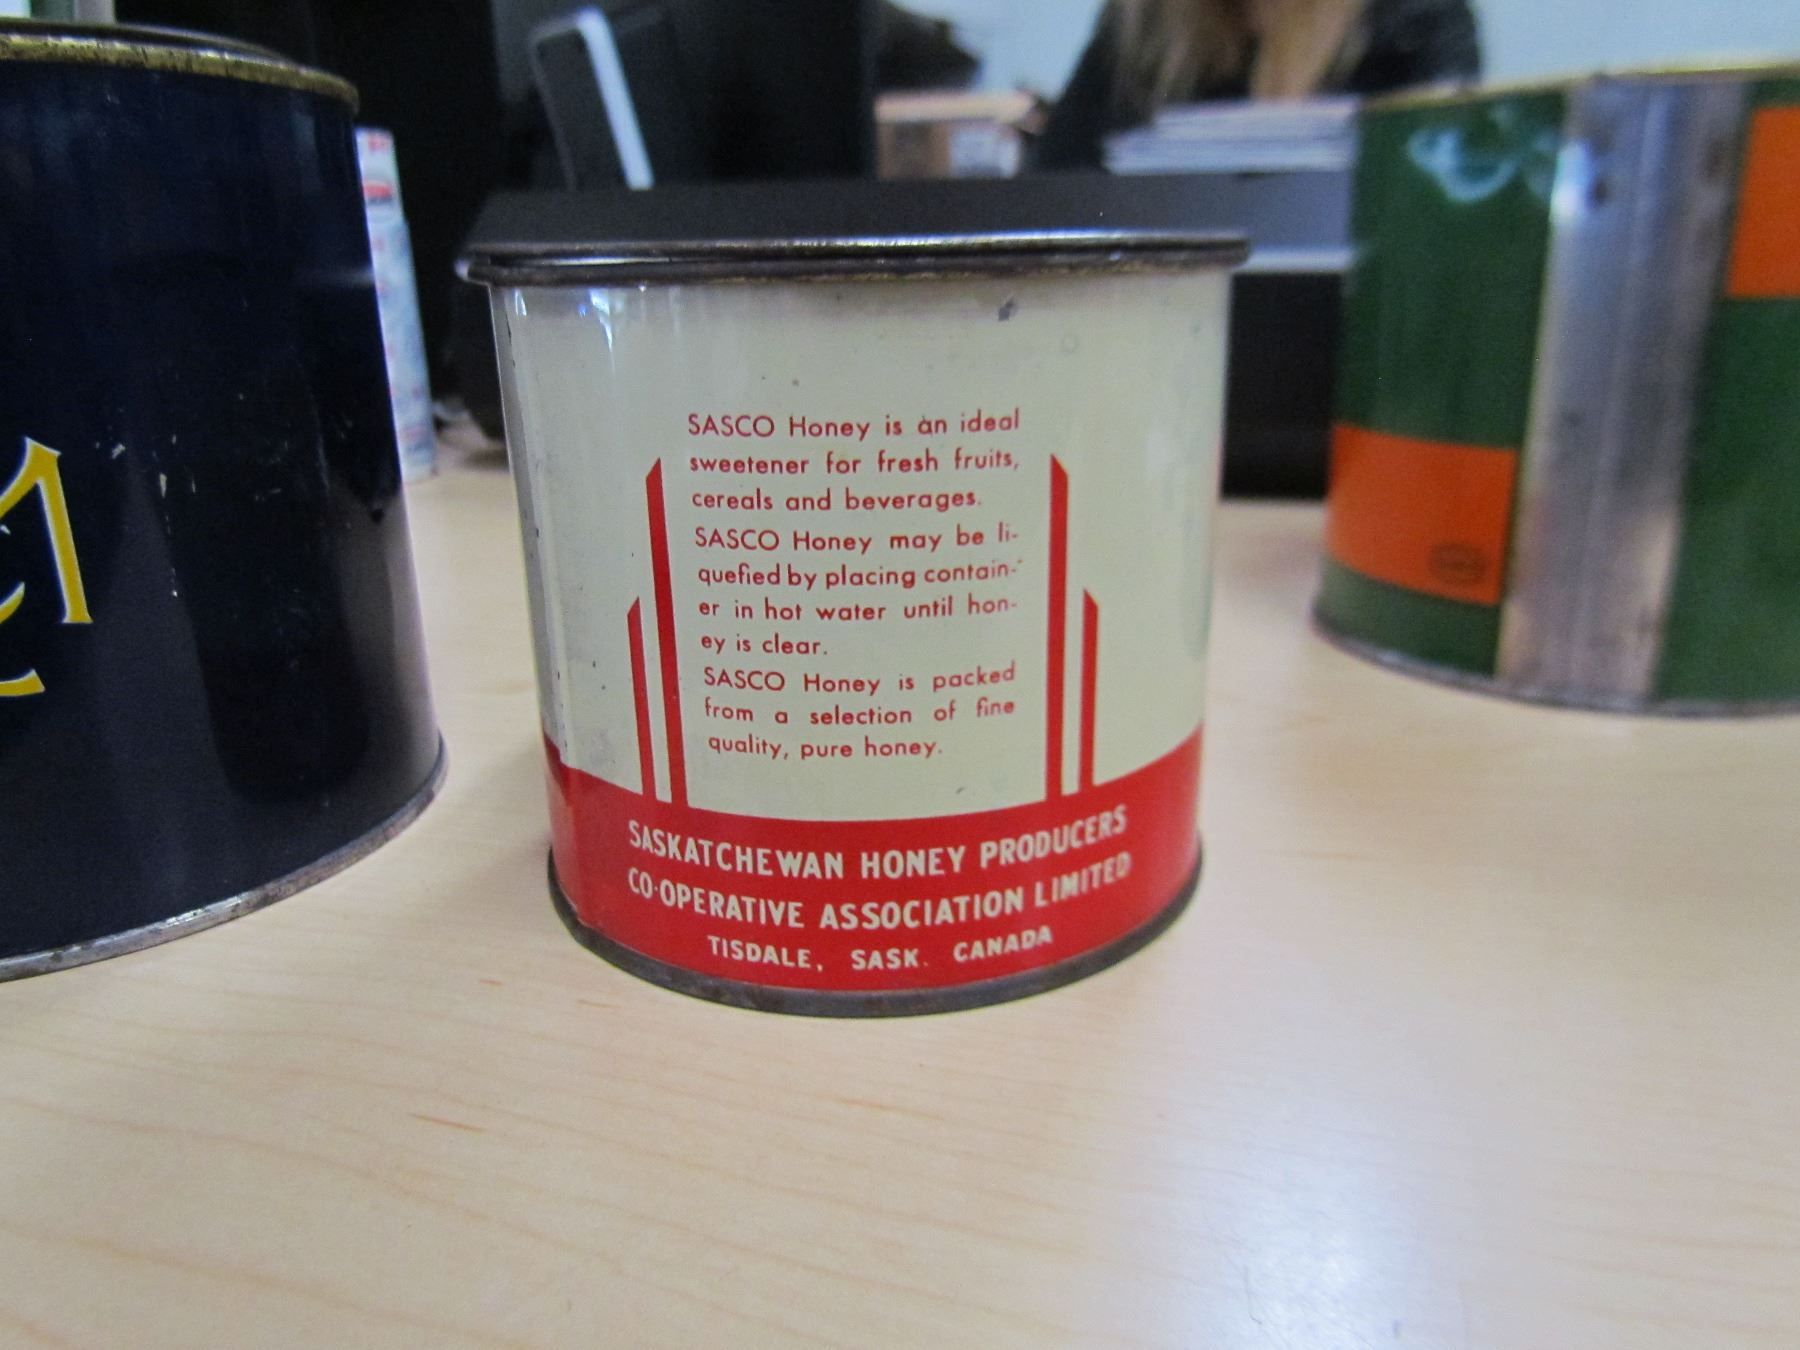 SASCO Honey is an ideal
sweetener for fresh fruits,
cereals and beverages.
SASCO Honey may be li-
quefied by placing contain-
er in hot water until hon-
ey is clear.
SASCO Honey is packed
from a selection of fine
quality, pure honey.
SASKATCHEWAN HONEY PRODUCERS
CO-OPERATIVE ASSOCIATION LIMITED
TISDALE, SASK. CANADA